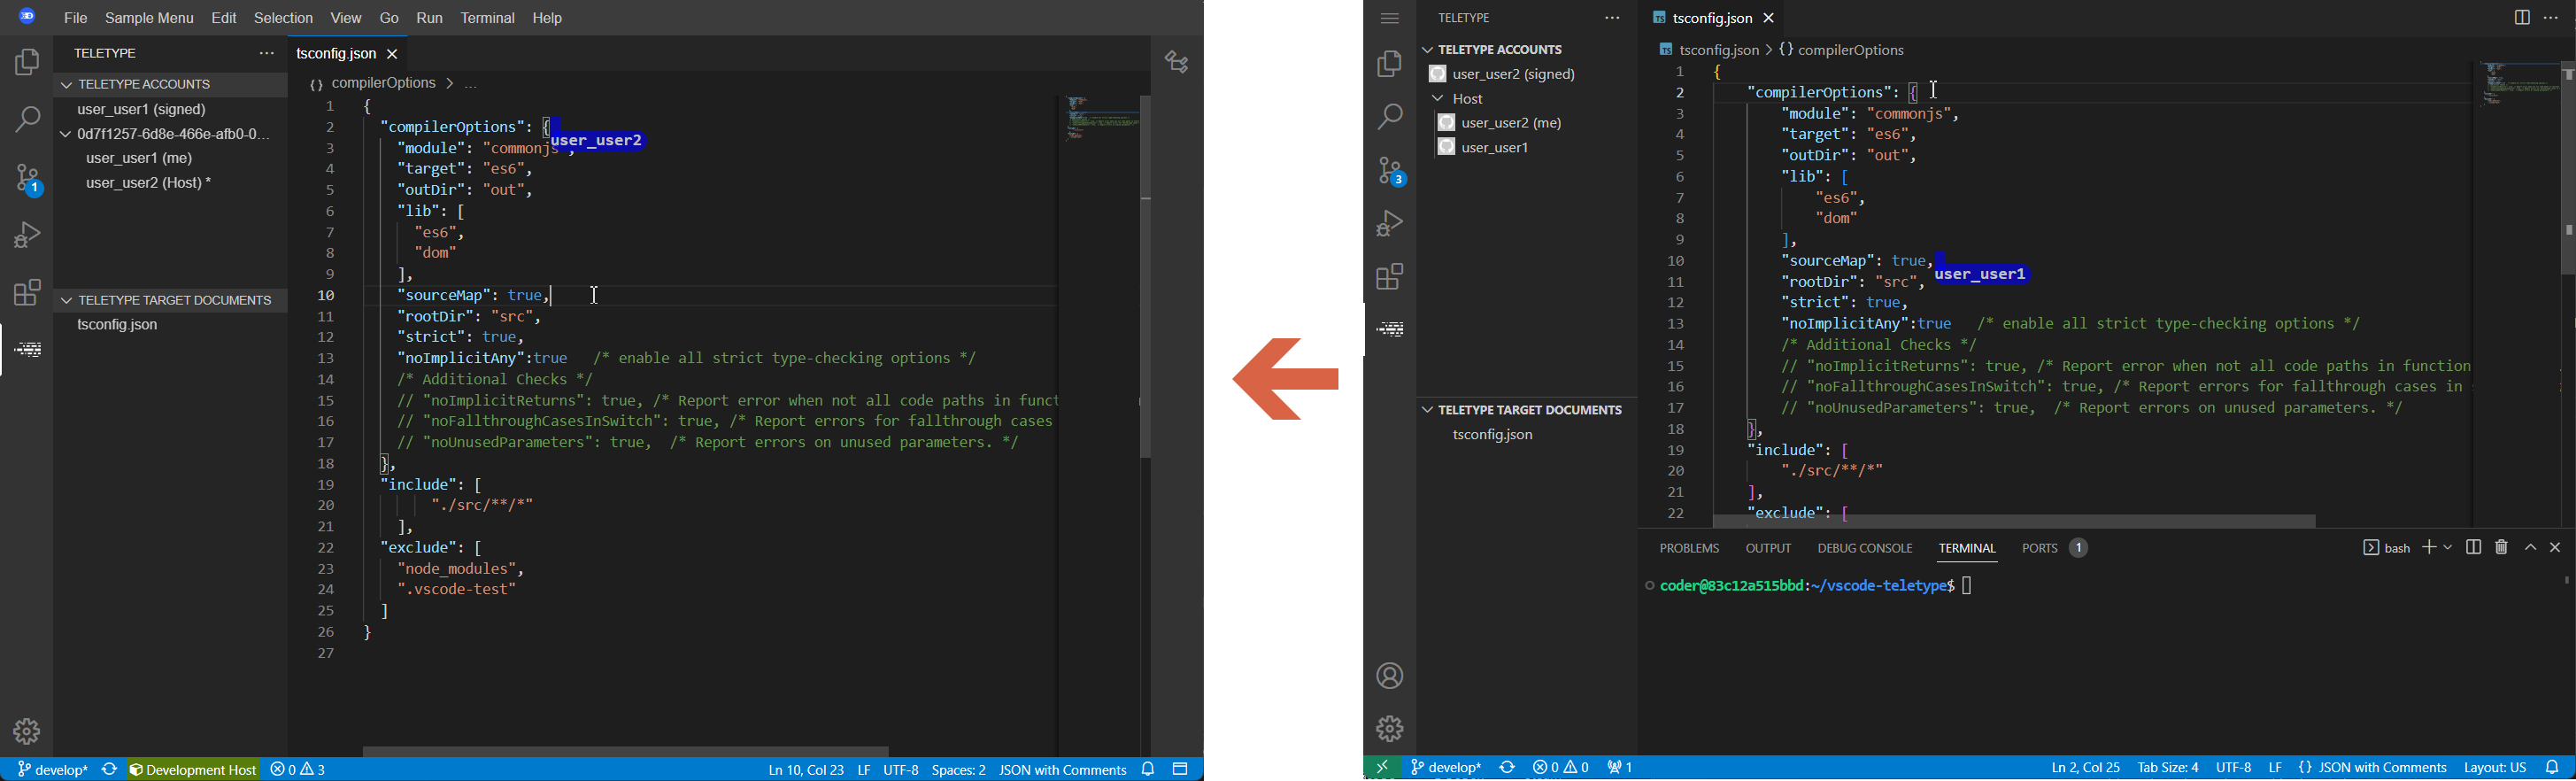 File Sample Menu Edit Selection View Go Run Terminal Help
TELETYPE ...
TELETYPE ACCOUNTS
user_user1 (signed)
0d7f1257-6d8e-466e-afb0-0...
user_user1 (me)
user_user2 (Host) *
TELETYPE TARGET DOCUMENTS
tsconfig.json
1
tsconfig.json
{} compilerOptions > ...
1 {
2 "compilerOptions": {
user_user2
3 "module": "commonjs",
4 "target": "es6",
5 "outDir": "out",
6 "lib": [
7 "es6",
8 "dom"
9 ],
10 "sourceMap": true,
11 "rootDir": "src",
12 "strict": true,
13 "noImplicitAny":true /* enable all strict type-checking options */
14 /* Additional Checks */
15 // "noImplicitReturns": true, /* Report error when not all code paths in funct
16 // "noFallthroughCasesInSwitch": true, /* Report errors for fallthrough cases
17 // "noUnusedParameters": true, /* Report errors on unused parameters. */
18 },
19 "include": [
20 "./src/**/*"
21 ],
22 "exclude": [
23 "node_modules",
24 ".vscode-test"
25 ]
26 }
27
develop* Development Host 0 3 Ln 10, Col 23 LF UTF-8 Spaces: 2 JSON with Comments
TELETYPE ...
TELETYPE ACCOUNTS
user_user2 (signed)
Host
user_user2 (me)
user_user1
TELETYPE TARGET DOCUMENTS
tsconfig.json
3
TS tsconfig.json ...
TS tsconfig.json > {} compilerOptions
1 {
2 "compilerOptions": {
3 "module": "commonjs",
4 "target": "es6",
5 "outDir": "out",
6 "lib": [
7 "es6",
8 "dom"
9 ],
10 "sourceMap": true,
user_user1
11 "rootDir": "src",
12 "strict": true,
13 "noImplicitAny":true /* enable all strict type-checking options */
14 /* Additional Checks */
15 // "noImplicitReturns": true, /* Report error when not all code paths in function
16 // "noFallthroughCasesInSwitch": true, /* Report errors for fallthrough cases in
17 // "noUnusedParameters": true, /* Report errors on unused parameters. */
18 },
19 "include": [
20 "./src/**/*"
21 ],
22 "exclude": [
PROBLEMS OUTPUT DEBUG CONSOLE TERMINAL PORTS 1 bash
coder@83c12a515bbd:~/vscode-teletype$
develop* 0 0 1 Ln 2, Col 25 Tab Size: 4 UTF-8 LF {} JSON with Comments Layout: US